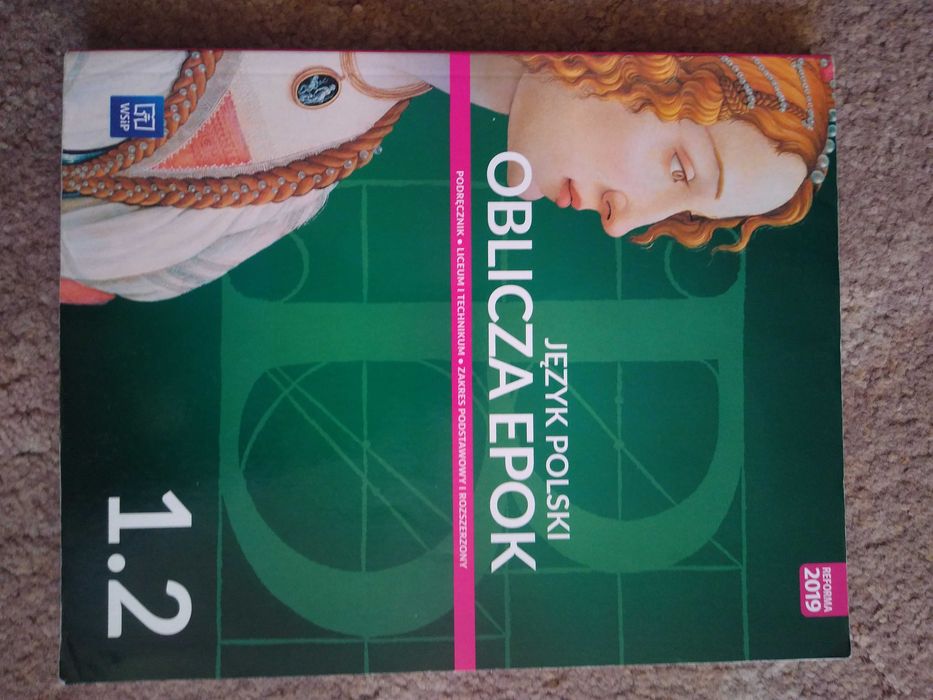 REFORMA
2019
JĘZYK POLSKI
OBLICZA EPOK
PODRĘCZNIK • LICEUM I TECHNIKUM • ZAKRES PODSTAWOWY I ROZSZERZONY
WSiP
1.2